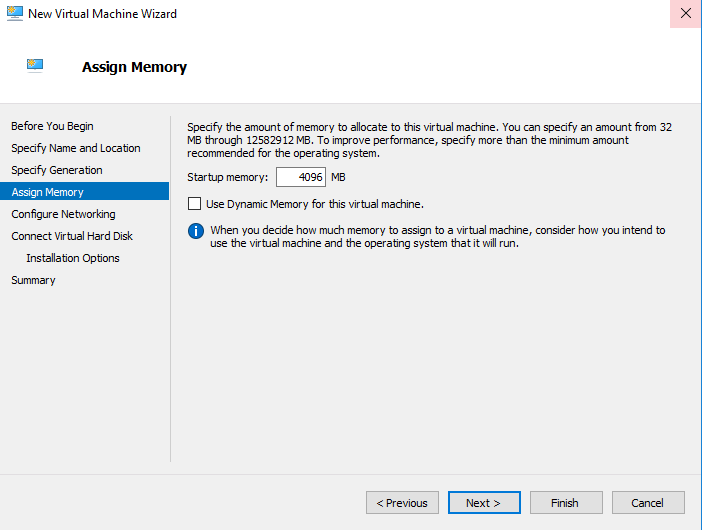 New Virtual Machine Wizard
Assign Memory
Before You Begin
Specify Name and Location
Specify Generation
Assign Memory
Configure Networking
Connect Virtual Hard Disk
Installation Options
Summary
Specify the amount of memory to allocate to this virtual machine. You can specify an amount from 32
MB through 12582912 MB. To improve performance, specify more than the minimum amount
recommended for the operating system.
Startup memory: 4096 MB
Use Dynamic Memory for this virtual machine.
When you decide how much memory to assign to a virtual machine, consider how you intend to
use the virtual machine and the operating system that it will run.
< Previous Next > Finish Cancel